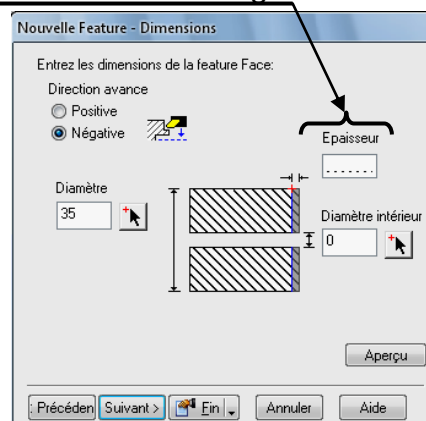 Nouvelle Feature - Dimensions
Entrez les dimensions de la feature Face:
Direction avance
Positive
Négative
Epaisseur
.......
Diamètre
35
Diamètre intérieur
0
Aperçu
: Précéden
Suivant >
Fin
Annuler
Aide